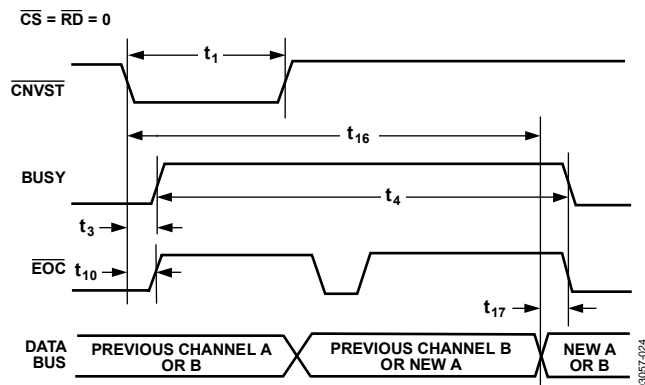 CS = RD = 0
t1
CNVST
t16
BUSY
t4
t3
EOC
t10
t17
DATA BUS
PREVIOUS CHANNEL A OR B
PREVIOUS CHANNEL B OR NEW A
NEW A OR B
03057-024